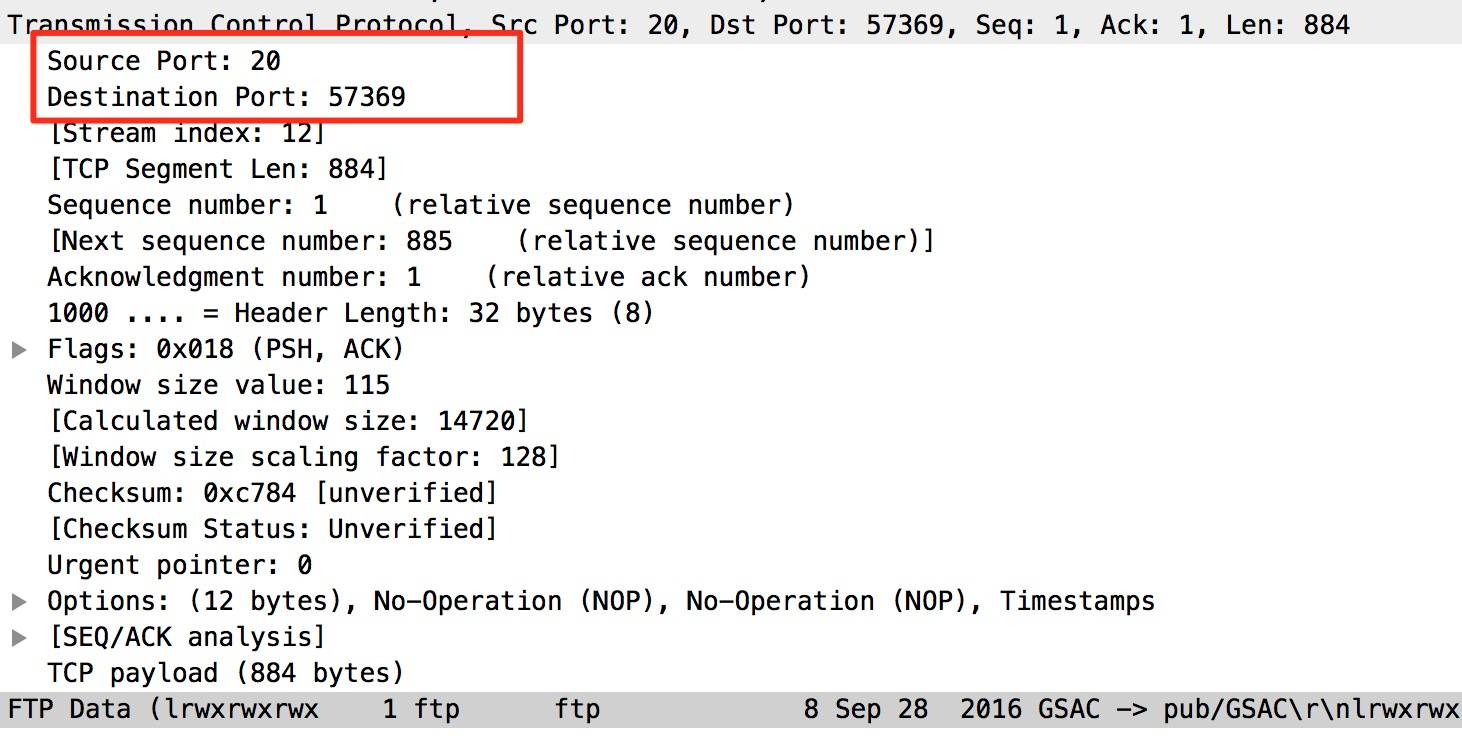 Transmission Control Protocol, Src Port: 20, Dst Port: 57369, Seq: 1, Ack: 1, Len: 884
Source Port: 20
Destination Port: 57369
[Stream index: 12]
[TCP Segment Len: 884]
Sequence number: 1    (relative sequence number)
[Next sequence number: 885    (relative sequence number)]
Acknowledgment number: 1    (relative ack number)
1000 .... = Header Length: 32 bytes (8)
Flags: 0x018 (PSH, ACK)
Window size value: 115
[Calculated window size: 14720]
[Window size scaling factor: 128]
Checksum: 0xc784 [unverified]
[Checksum Status: Unverified]
Urgent pointer: 0
Options: (12 bytes), No-Operation (NOP), No-Operation (NOP), Timestamps
[SEQ/ACK analysis]
TCP payload (884 bytes)
FTP Data (lrwxrwxrwx    1 ftp      ftp             8 Sep 28  2016 GSAC -> pub/GSAC\r\nlrwxrwx